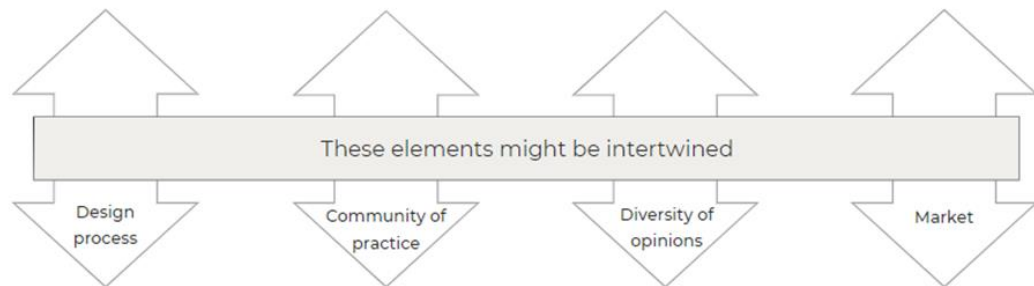 These elements might be intertwined
Design
process
Community of
practice
Diversity of
opinions
Market